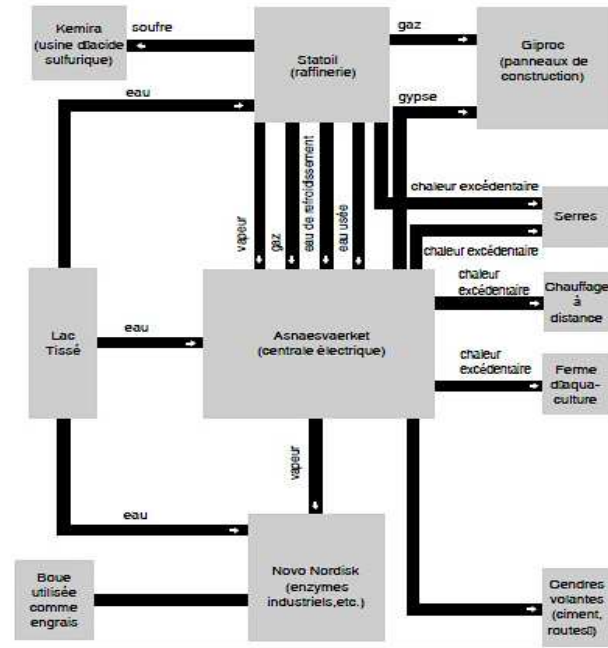 Kemira
(usine d□acide
sulfurique)
soufre
Statoil
(raffinerie)
gaz
Giproc
(panneaux de
construction)
eau
gypse
vapeur
gaz
eau de refroidissement
eau usée
chaleur excédentaire
Serres
chaleur excédentaire
Lac
Tissé
eau
Asnaesvaerket
(centrale électrique)
chaleur
excédentaire
Chauffage
à
distance
chaleur
excédentaire
Ferme
d□aqua-
culture
vapeur
eau
Boue
utilisée
comme
engrais
Novo Nordisk
(enzymes
industriels,etc.)
Cendres
volantes
(ciment,
routes□)